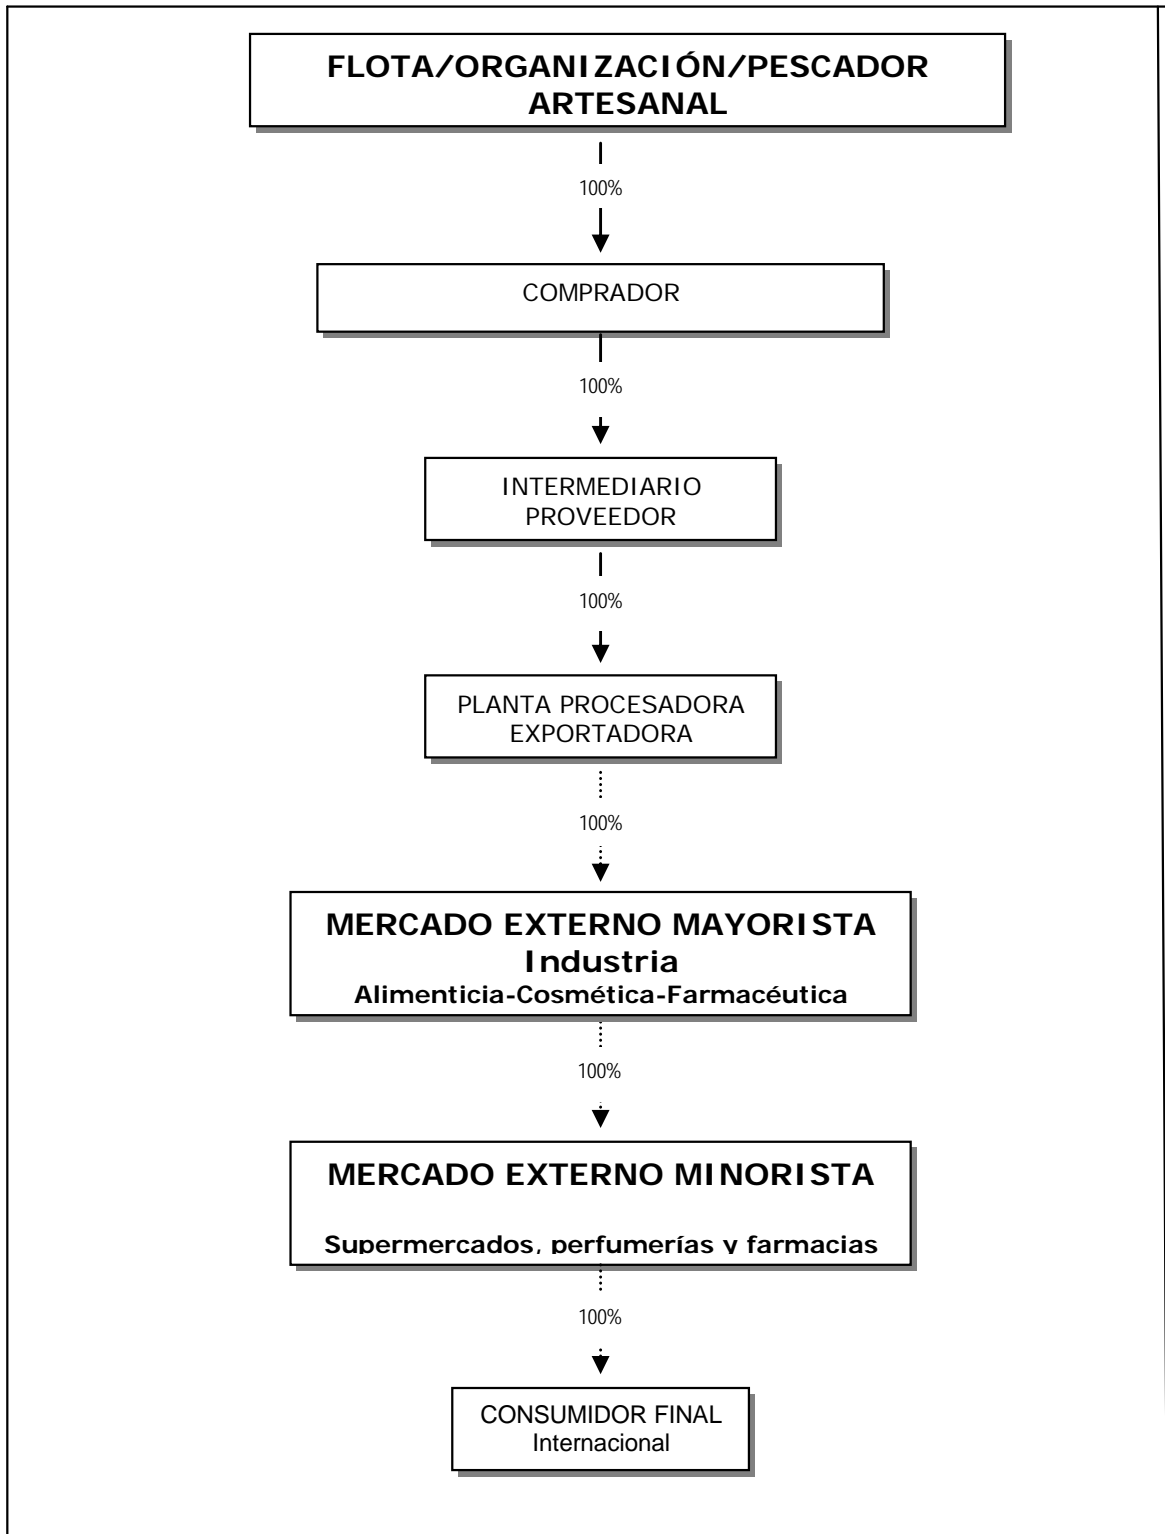 FLOTA/ORGANIZACIÓN/PESCADOR
ARTESANAL
100%
COMPRADOR
100%
INTERMEDIARIO
PROVEEDOR
100%
PLANTA PROCESADORA
EXPORTADORA
100%
MERCADO EXTERNO MAYORISTA
Industria
Alimenticia-Cosmética-Farmacéutica
100%
MERCADO EXTERNO MINORISTA
Supermercados, perfumerías y farmacias
100%
CONSUMIDOR FINAL
Internacional